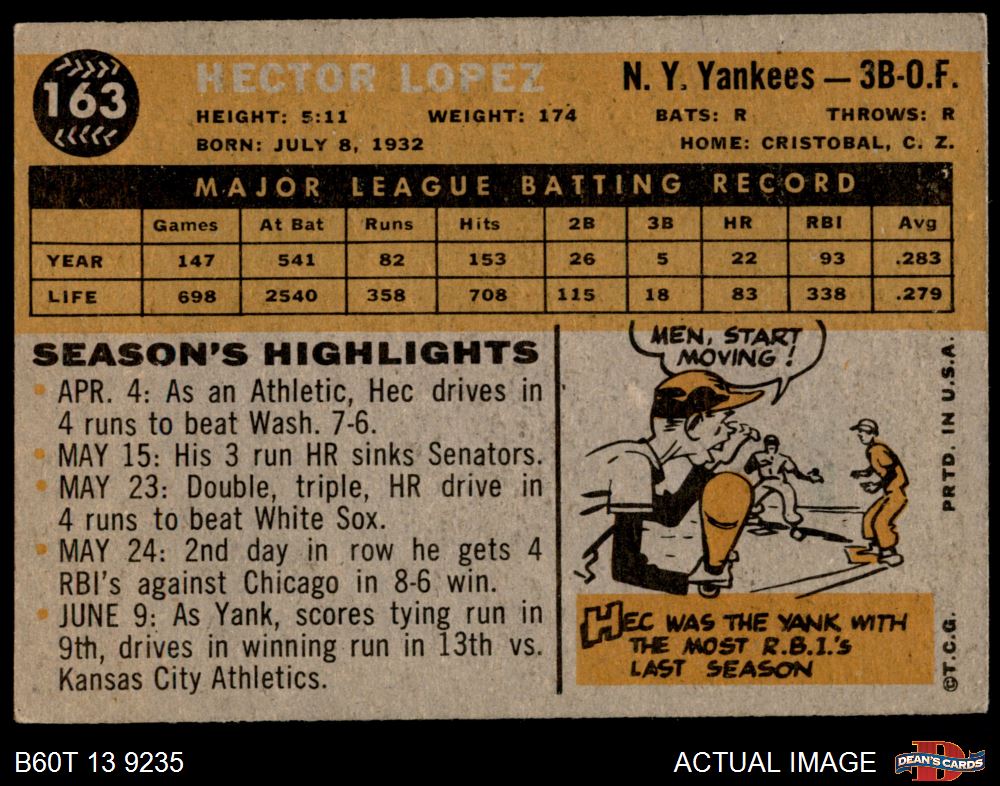 163
HECTOR LOPEZ
N. Y. Yankees — 3B-O.F.
HEIGHT: 5:11 WEIGHT: 174 BATS: R THROWS: R
BORN: JULY 8, 1932 HOME: CRISTOBAL, C. Z.
MAJOR LEAGUE BATTING RECORD
Games At Bat Runs Hits 2B 3B HR RBI Avg
YEAR 147 541 82 153 26 5 22 93 .283
LIFE 698 2540 358 708 115 18 83 338 .279
SEASON'S HIGHLIGHTS
• APR. 4: As an Athletic, Hec drives in
4 runs to beat Wash. 7-6.
• MAY 15: His 3 run HR sinks Senators.
• MAY 23: Double, triple, HR drive in
4 runs to beat White Sox.
• MAY 24: 2nd day in row he gets 4
RBI's against Chicago in 8-6 win.
• JUNE 9: As Yank, scores tying run in
9th, drives in winning run in 13th vs.
Kansas City Athletics.
MEN, START
MOVING!
HEC WAS THE YANK WITH
THE MOST R.B.I.'s
LAST SEASON
©T.C.G. PRTD. IN U.S.A.
B60T 13 9235
ACTUAL IMAGE
D
DEAN'S CARDS